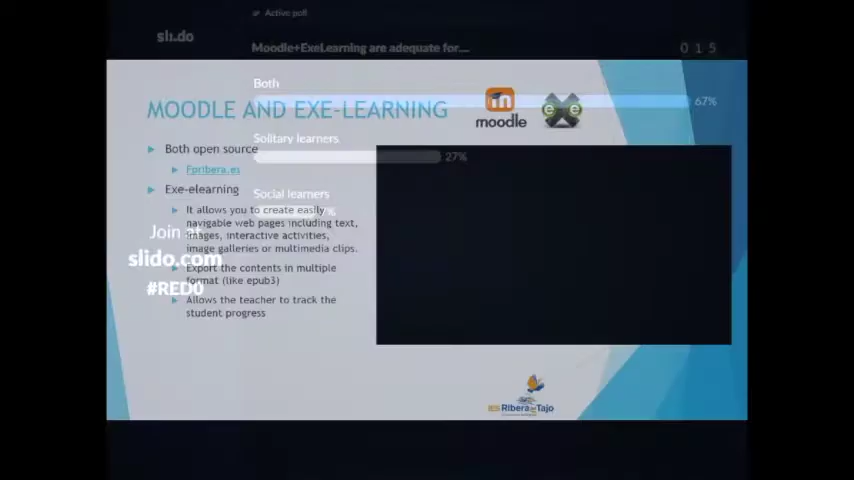 Active poll
sli.do
Moodle+ExeLearning are adequate for....
0 1 5
Both
67%
MOODLE AND EXE-LEARNING
moodle
e e
Solitary learners
27%
Both open source
Fpribera.es
Exe-elearning
Social learners
It allows you to create easily
navigable web pages including text,
images, interactive activities,
image galleries or multimedia clips.
Join at
slido.com
#RED0
Export the contents in multiple
format (like epub3)
Allows the teacher to track the
student progress
IES Ribera del Tajo